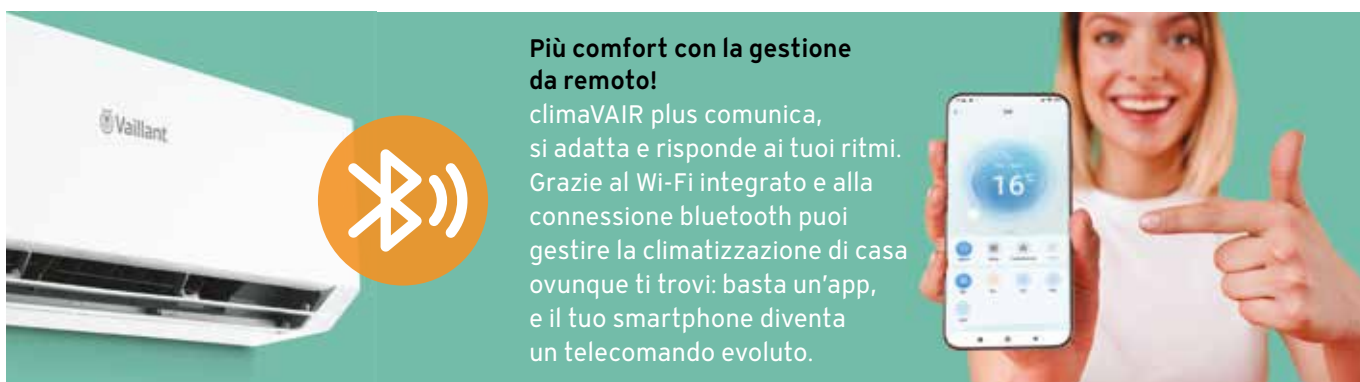 Vaillant
Più comfort con la gestione
da remoto!
climaVAIR plus comunica,
si adatta e risponde ai tuoi ritmi.
Grazie al Wi-Fi integrato e alla
connessione bluetooth puoi
gestire la climatizzazione di casa
ovunque ti trovi: basta un'app,
e il tuo smartphone diventa
un telecomando evoluto.
16°